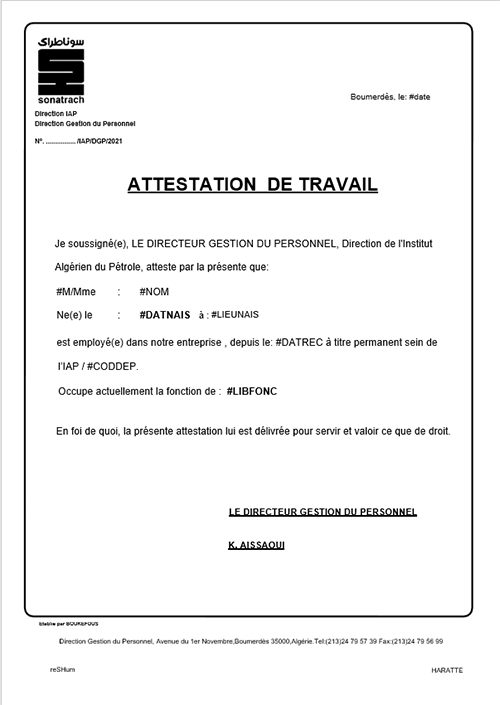 سوناطراك
sonatrach
Direction IAP
Direction Gestion du Personnel
Boumerdès, le: #date
N°. ................ /IAP/DGP/2021
ATTESTATION DE TRAVAIL
Je soussigné(e), LE DIRECTEUR GESTION DU PERSONNEL, Direction de l'Institut
Algérien du Pétrole, atteste par la présente que:
#M/Mme : #NOM
Ne(e) le : #DATNAIS à : #LIEUNAIS
est employé(e) dans notre entreprise , depuis le: #DATREC à titre permanent sein de
l'IAP / #CODDEP.
Occupe actuellement la fonction de : #LIBFONC
En foi de quoi, la présente attestation lui est délivrée pour servir et valoir ce que de droit.
LE DIRECTEUR GESTION DU PERSONNEL
K. AISSAOUI
Etablie par BOUKEFOUS
Direction Gestion du Personnel, Avenue du 1er Novembre,Boumerdès 35000,Algérie.Tel:(213)24 79 57 39 Fax:(213)24 79 56 99
reSHum HARATTE